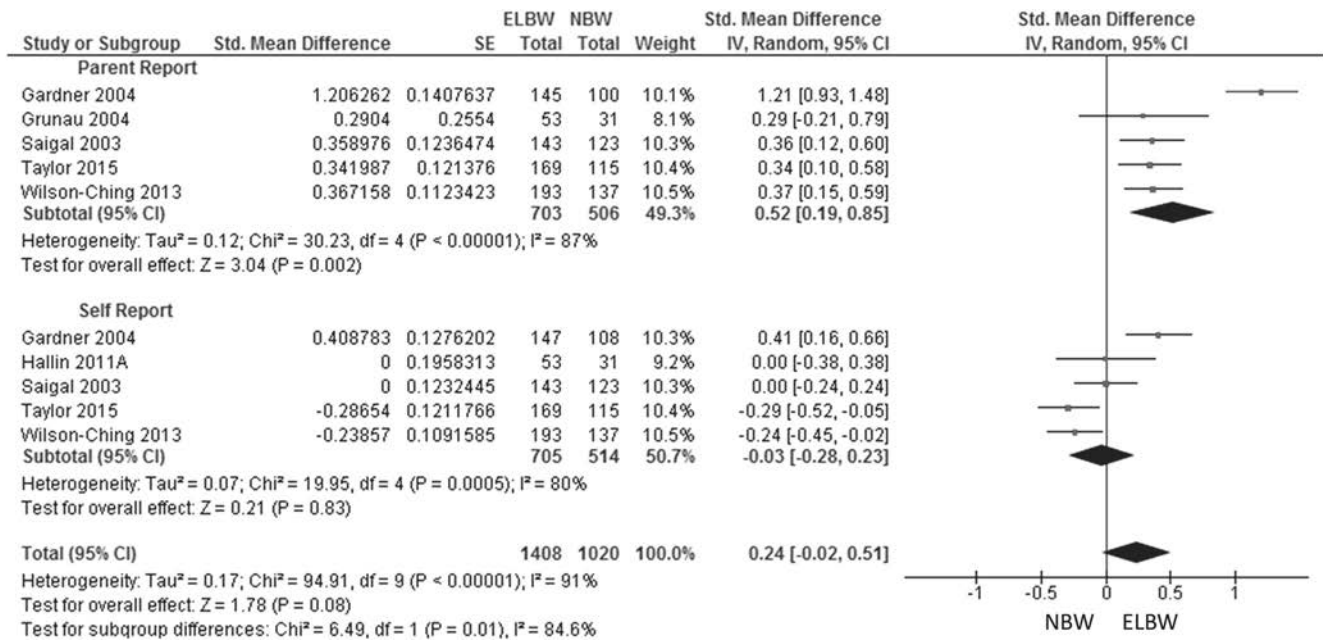 ELBW NBW Std. Mean Difference Std. Mean Difference
Study or Subgroup Std. Mean Difference SE Total Total Weight IV, Random, 95% CI IV, Random, 95% CI
Parent Report
Gardner 2004 1.206262 0.1407637 145 100 10.1% 1.21 [0.93, 1.48]
Grunau 2004 0.2904 0.2554 53 31 8.1% 0.29 [-0.21, 0.79]
Saigal 2003 0.358976 0.1236474 143 123 10.3% 0.36 [0.12, 0.60]
Taylor 2015 0.341987 0.121376 169 115 10.4% 0.34 [0.10, 0.58]
Wilson-Ching 2013 0.367158 0.1123423 193 137 10.5% 0.37 [0.15, 0.59]
Subtotal (95% CI) 703 506 49.3% 0.52 [0.19, 0.85]
Heterogeneity: Tau² = 0.12; Chi² = 30.23, df = 4 (P < 0.00001); I² = 87%
Test for overall effect: Z = 3.04 (P = 0.002)
Self Report
Gardner 2004 0.408783 0.1276202 147 108 10.3% 0.41 [0.16, 0.66]
Hallin 2011A 0 0.1958313 53 31 9.2% 0.00 [-0.38, 0.38]
Saigal 2003 0 0.1232445 143 123 10.3% 0.00 [-0.24, 0.24]
Taylor 2015 -0.28654 0.1211766 169 115 10.4% -0.29 [-0.52, -0.05]
Wilson-Ching 2013 -0.23857 0.1091585 193 137 10.5% -0.24 [-0.45, -0.02]
Subtotal (95% CI) 705 514 50.7% -0.03 [-0.28, 0.23]
Heterogeneity: Tau² = 0.07; Chi² = 19.95, df = 4 (P = 0.0005); I² = 80%
Test for overall effect: Z = 0.21 (P = 0.83)
Total (95% CI) 1408 1020 100.0% 0.24 [-0.02, 0.51]
Heterogeneity: Tau² = 0.17; Chi² = 94.91, df = 9 (P < 0.00001); I² = 91%
Test for overall effect: Z = 1.78 (P = 0.08)
Test for subgroup differences: Chi² = 6.49, df = 1 (P = 0.01), I² = 84.6%
-1 -0.5 0 0.5 1
NBW ELBW